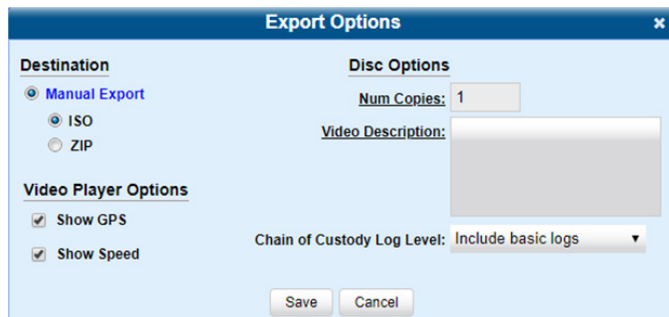 Export Options
Destination
Manual Export
ISO
ZIP
Video Player Options
Show GPS
Show Speed
Disc Options
Num Copies: 1
Video Description:
Chain of Custody Log Level: Include basic logs
Save Cancel